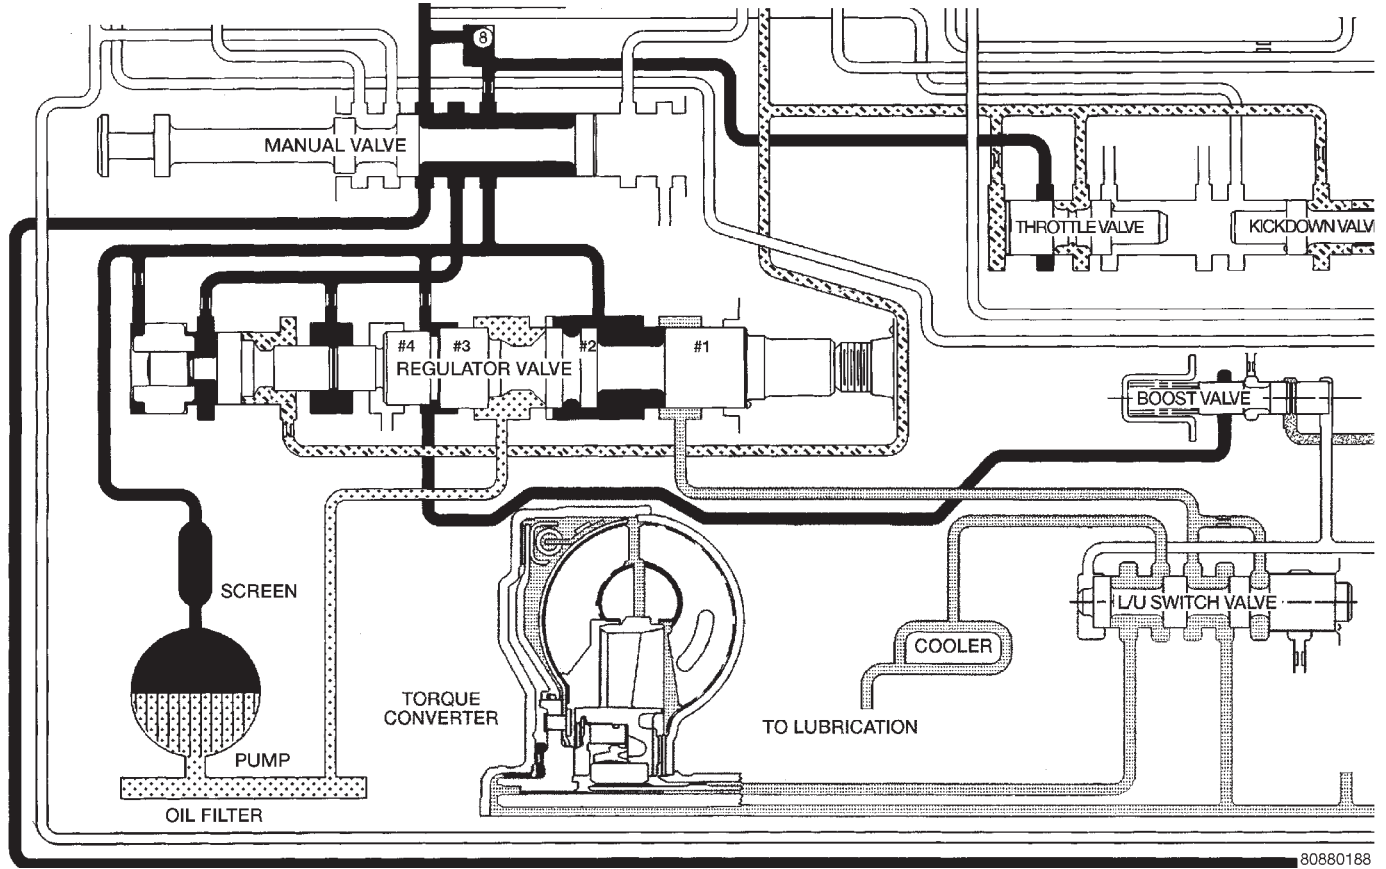 8
MANUAL VALVE
THROTTLE VALVE
KICKDOWN VALV
#4
#3
#2
#1
REGULATOR VALVE
BOOST VALVE
SCREEN
L/U SWITCH VALVE
COOLER
TORQUE
CONVERTER
TO LUBRICATION
PUMP
OIL FILTER
80880188